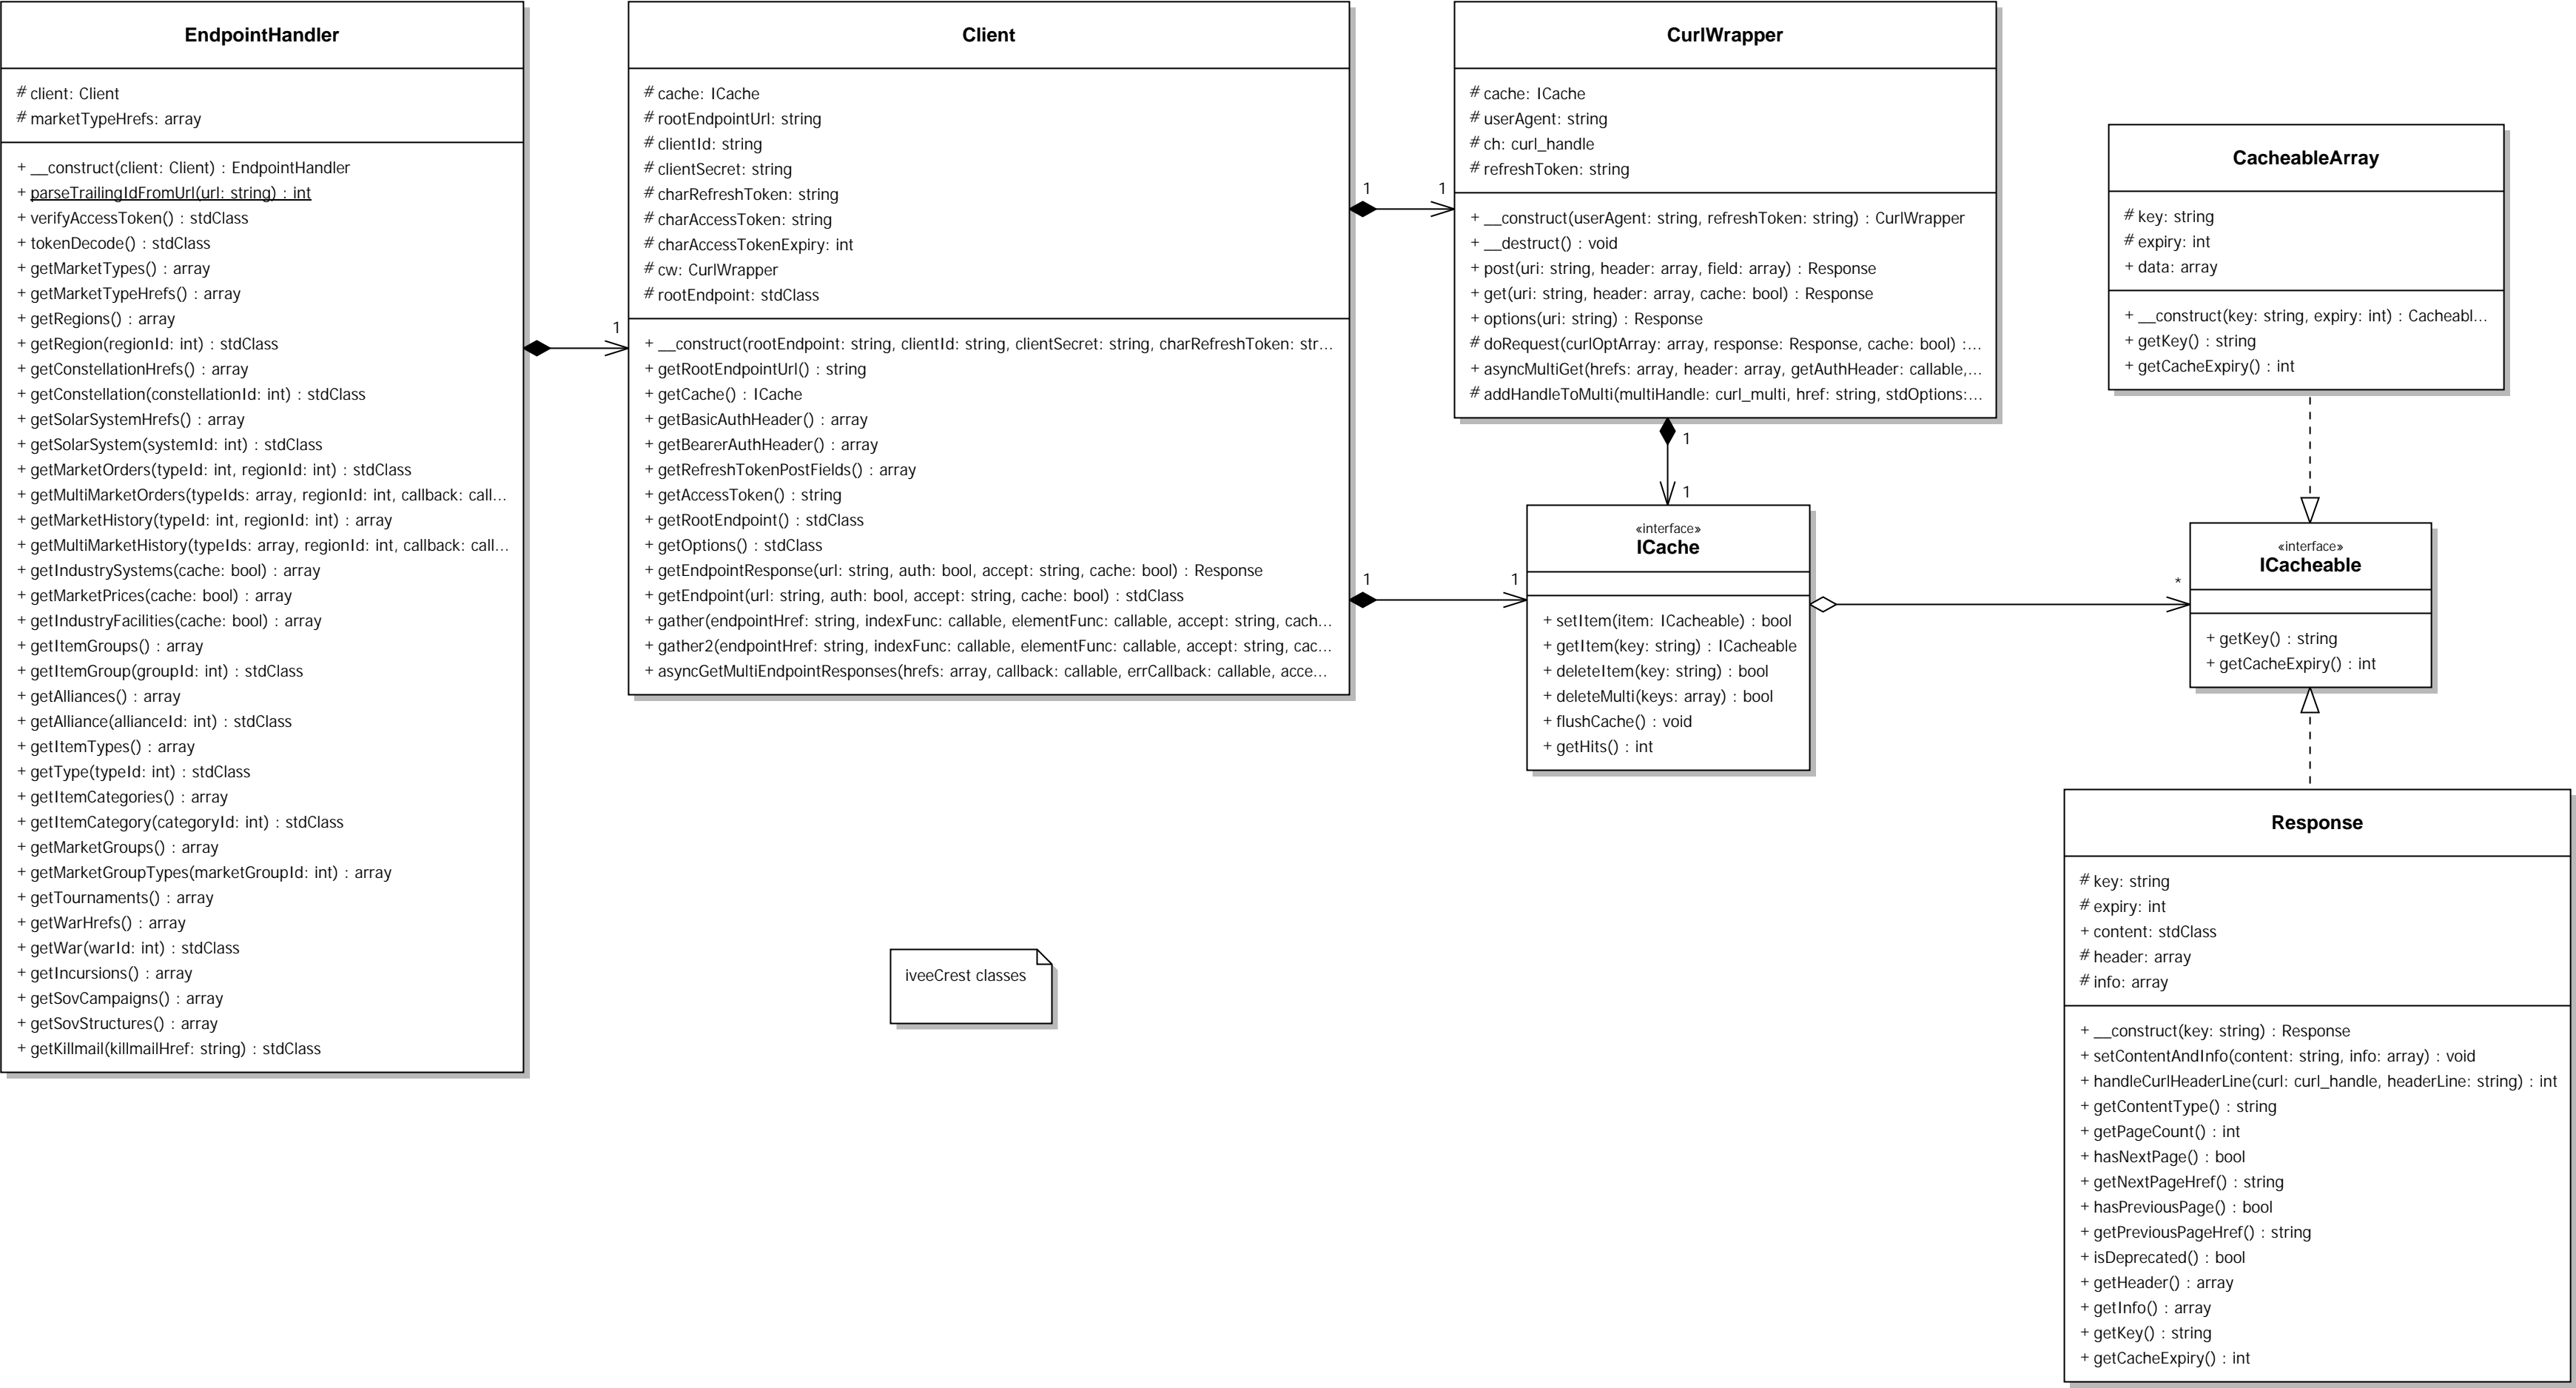 EndpointHandler
# client: Client
# marketTypeHrefs: array
+ __construct(client: Client) : EndpointHandler
+ parseTrailingIdFromUrl(url: string) : int
+ verifyAccessToken() : stdClass
+ tokenDecode() : stdClass
+ getMarketTypes() : array
+ getMarketTypeHrefs() : array
+ getRegions() : array
+ getRegion(regionId: int) : stdClass
+ getConstellationHrefs() : array
+ getConstellation(constellationId: int) : stdClass
+ getSolarSystemHrefs() : array
+ getSolarSystem(systemId: int) : stdClass
+ getMarketOrders(typeId: int, regionId: int) : stdClass
+ getMultiMarketOrders(typeIds: array, regionId: int, callback: call...
+ getMarketHistory(typeId: int, regionId: int) : array
+ getMultiMarketHistory(typeIds: array, regionId: int, callback: call...
+ getIndustrySystems(cache: bool) : array
+ getMarketPrices(cache: bool) : array
+ getIndustryFacilities(cache: bool) : array
+ getItemGroups() : array
+ getItemGroup(groupId: int) : stdClass
+ getAlliances() : array
+ getAlliance(allianceId: int) : stdClass
+ getItemTypes() : array
+ getType(typeId: int) : stdClass
+ getItemCategories() : array
+ getItemCategory(categoryId: int) : stdClass
+ getMarketGroups() : array
+ getMarketGroupTypes(marketGroupId: int) : array
+ getTournaments() : array
+ getWarHrefs() : array
+ getWar(warId: int) : stdClass
+ getIncursions() : array
+ getSovCampaigns() : array
+ getSovStructures() : array
+ getKillmail(killmailHref: string) : stdClass
1
Client
# cache: ICache
# rootEndpointUrl: string
# clientId: string
# clientSecret: string
# charRefreshToken: string
# charAccessToken: string
# charAccessTokenExpiry: int
# cw: CurlWrapper
# rootEndpoint: stdClass
+ __construct(rootEndpoint: string, clientId: string, clientSecret: string, charRefreshToken: str...
+ getRootEndpointUrl() : string
+ getCache() : ICache
+ getBasicAuthHeader() : array
+ getBearerAuthHeader() : array
+ getRefreshTokenPostFields() : array
+ getAccessToken() : string
+ getRootEndpoint() : stdClass
+ getOptions() : stdClass
+ getEndpointResponse(url: string, auth: bool, accept: string, cache: bool) : Response
+ getEndpoint(url: string, auth: bool, accept: string, cache: bool) : stdClass
+ gather(endpointHref: string, indexFunc: callable, elementFunc: callable, accept: string, cach...
+ gather2(endpointHref: string, indexFunc: callable, elementFunc: callable, accept: string, cac...
+ asyncGetMultiEndpointResponses(hrefs: array, callback: callable, errCallback: callable, acce...
1 1
1 1
CurlWrapper
# cache: ICache
# userAgent: string
# ch: curl_handle
# refreshToken: string
+ __construct(userAgent: string, refreshToken: string) : CurlWrapper
+ __destruct() : void
+ post(uri: string, header: array, field: array) : Response
+ get(uri: string, header: array, cache: bool) : Response
+ options(uri: string) : Response
# doRequest(curlOptArray: array, response: Response, cache: bool) :...
+ asyncMultiGet(hrefs: array, header: array, getAuthHeader: callable,...
# addHandleToMulti(multiHandle: curl_multi, href: string, stdOptions:...
1
1
«interface»
ICache
+ setItem(item: ICacheable) : bool
+ getItem(key: string) : ICacheable
+ deleteItem(key: string) : bool
+ deleteMulti(keys: array) : bool
+ flushCache() : void
+ getHits() : int
*
CacheableArray
# key: string
# expiry: int
+ data: array
+ __construct(key: string, expiry: int) : Cacheabl...
+ getKey() : string
+ getCacheExpiry() : int
«interface»
ICacheable
+ getKey() : string
+ getCacheExpiry() : int
Response
# key: string
# expiry: int
+ content: stdClass
# header: array
# info: array
+ __construct(key: string) : Response
+ setContentAndInfo(content: string, info: array) : void
+ handleCurlHeaderLine(curl: curl_handle, headerLine: string) : int
+ getContentType() : string
+ getPageCount() : int
+ hasNextPage() : bool
+ getNextPageHref() : string
+ hasPreviousPage() : bool
+ getPreviousPageHref() : string
+ isDeprecated() : bool
+ getHeader() : array
+ getInfo() : array
+ getKey() : string
+ getCacheExpiry() : int
iveeCrest classes